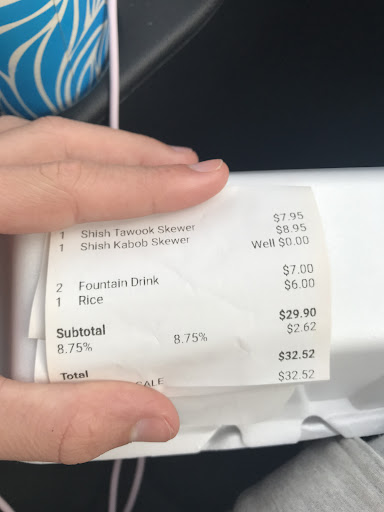 1 Shish Tawook Skewer $7.95
1 Shish Kabob Skewer $8.95
Well $0.00
2 Fountain Drink $7.00
1 Rice $6.00
Subtotal $29.90
8.75% 8.75% $2.62
Total $32.52
SALE $32.52